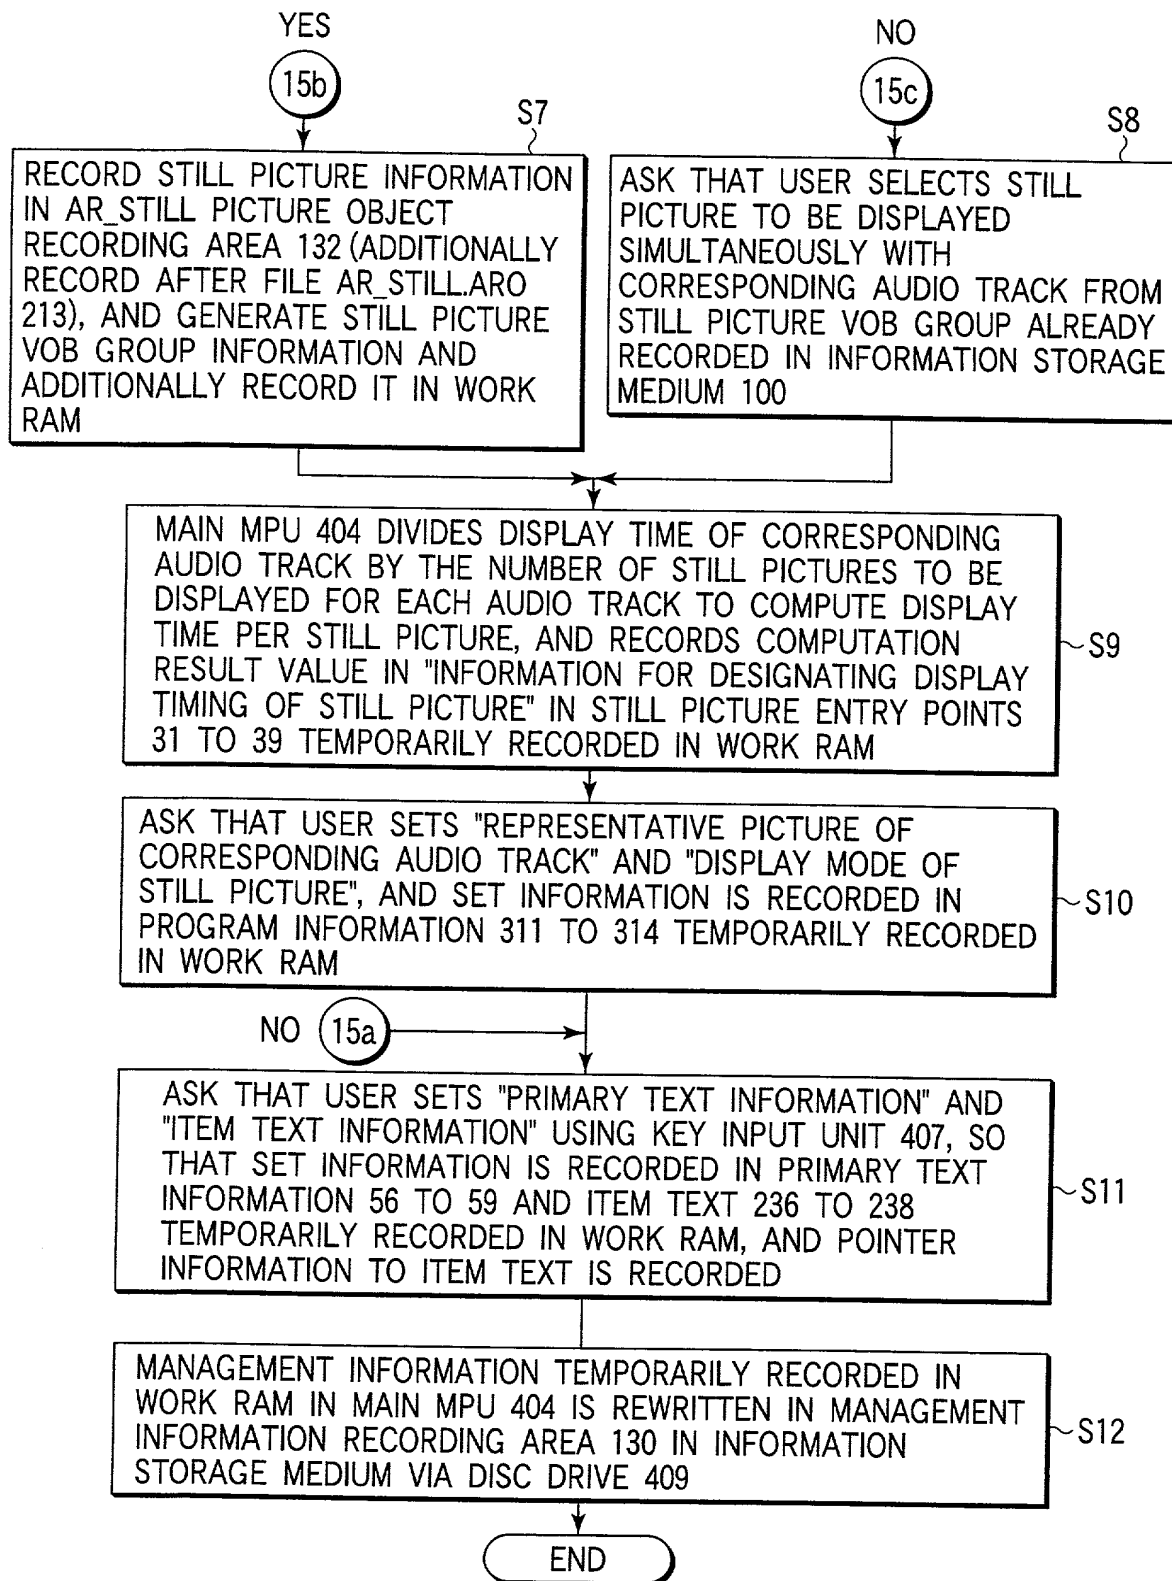 YES
15b
S7
RECORD STILL PICTURE INFORMATION
IN AR_STILL PICTURE OBJECT
RECORDING AREA 132 (ADDITIONALLY
RECORD AFTER FILE AR_STILL.ARO
213), AND GENERATE STILL PICTURE
VOB GROUP INFORMATION AND
ADDITIONALLY RECORD IT IN WORK
RAM
NO
15c
S8
ASK THAT USER SELECTS STILL
PICTURE TO BE DISPLAYED
SIMULTANEOUSLY WITH
CORRESPONDING AUDIO TRACK FROM
STILL PICTURE VOB GROUP ALREADY
RECORDED IN INFORMATION STORAGE
MEDIUM 100
MAIN MPU 404 DIVIDES DISPLAY TIME OF CORRESPONDING
AUDIO TRACK BY THE NUMBER OF STILL PICTURES TO BE
DISPLAYED FOR EACH AUDIO TRACK TO COMPUTE DISPLAY
TIME PER STILL PICTURE, AND RECORDS COMPUTATION
RESULT VALUE IN "INFORMATION FOR DESIGNATING DISPLAY
TIMING OF STILL PICTURE" IN STILL PICTURE ENTRY POINTS
31 TO 39 TEMPORARILY RECORDED IN WORK RAM
S9
ASK THAT USER SETS "REPRESENTATIVE PICTURE OF
CORRESPONDING AUDIO TRACK" AND "DISPLAY MODE OF
STILL PICTURE", AND SET INFORMATION IS RECORDED IN
PROGRAM INFORMATION 311 TO 314 TEMPORARILY RECORDED
IN WORK RAM
S10
NO 15a
ASK THAT USER SETS "PRIMARY TEXT INFORMATION" AND
"ITEM TEXT INFORMATION" USING KEY INPUT UNIT 407, SO
THAT SET INFORMATION IS RECORDED IN PRIMARY TEXT
INFORMATION 56 TO 59 AND ITEM TEXT 236 TO 238
TEMPORARILY RECORDED IN WORK RAM, AND POINTER
INFORMATION TO ITEM TEXT IS RECORDED
S11
MANAGEMENT INFORMATION TEMPORARILY RECORDED IN
WORK RAM IN MAIN MPU 404 IS REWRITTEN IN MANAGEMENT
INFORMATION RECORDING AREA 130 IN INFORMATION
STORAGE MEDIUM VIA DISC DRIVE 409
S12
END